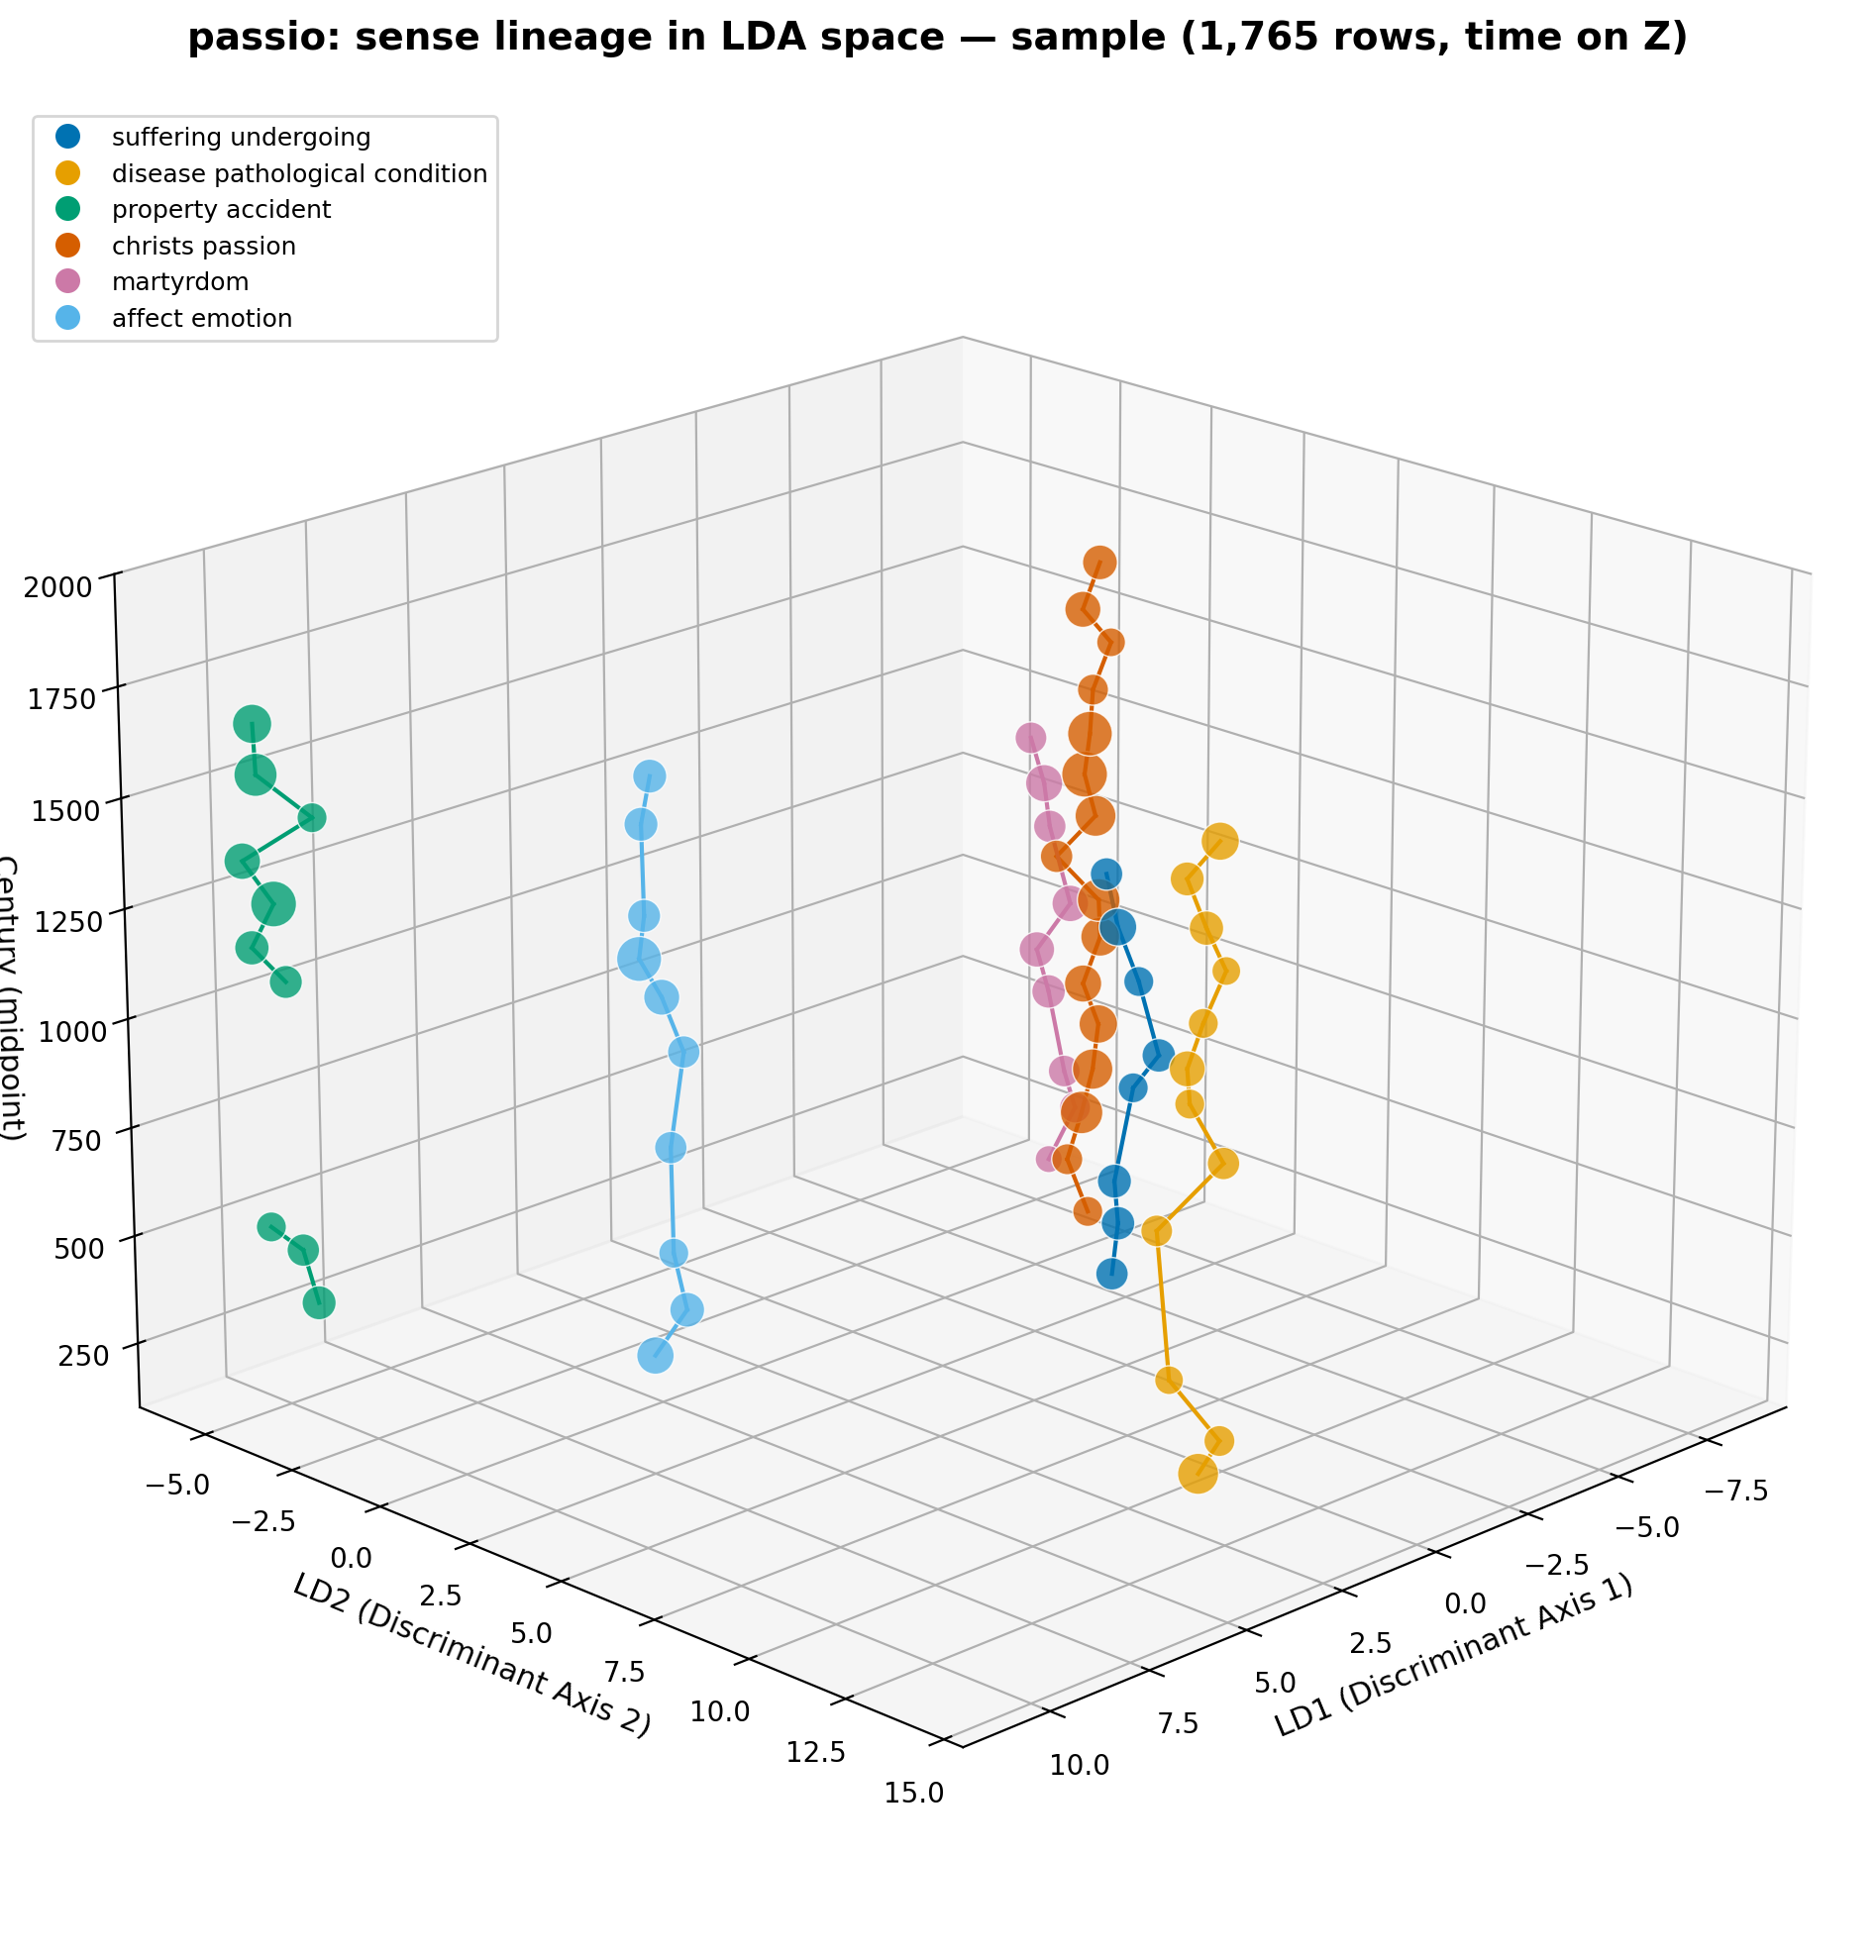 passio: sense lineage in LDA space — sample (1,765 rows, time on Z)
suffering undergoing
disease pathological condition
property accident
christs passion
martyrdom
affect emotion
2000
1750
1500
1250
1000
750
500
250
Century (midpoint)
−5.0
−2.5
0.0
2.5
5.0
7.5
10.0
12.5
15.0
LD2 (Discriminant Axis 2)
10.0
7.5
5.0
2.5
0.0
−2.5
−5.0
−7.5
LD1 (Discriminant Axis 1)